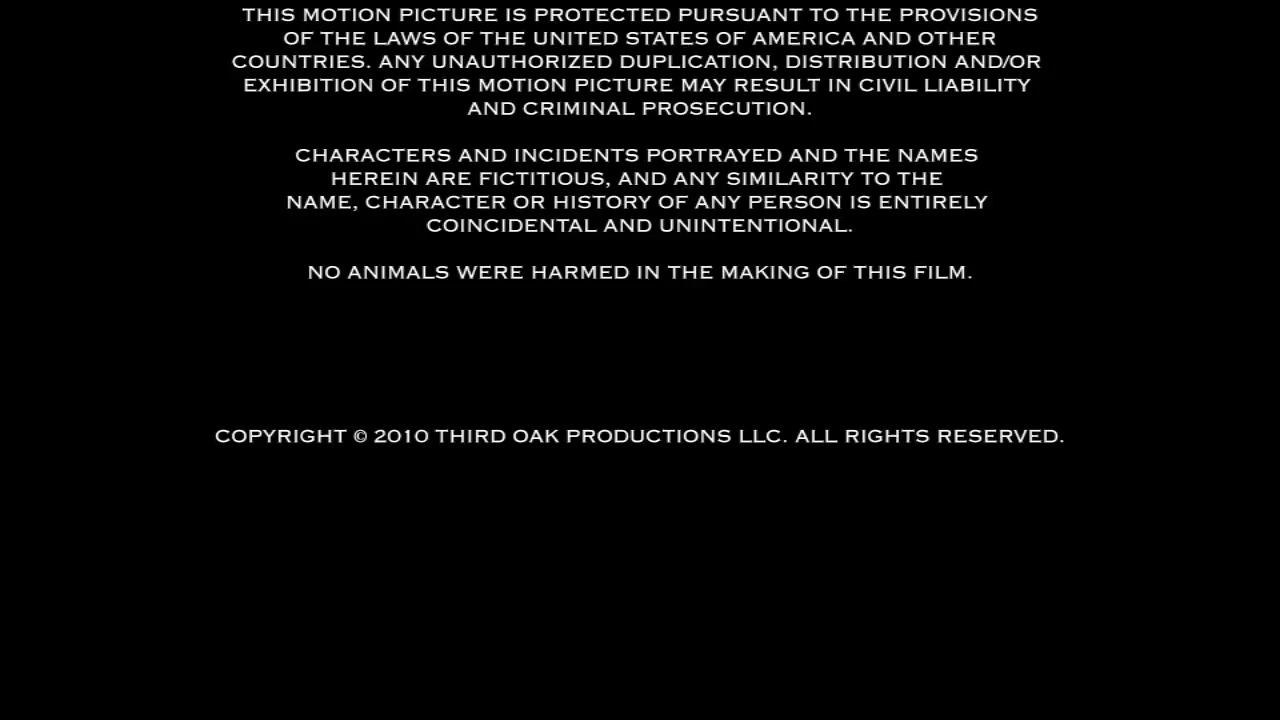 THIS MOTION PICTURE IS PROTECTED PURSUANT TO THE PROVISIONS
OF THE LAWS OF THE UNITED STATES OF AMERICA AND OTHER
COUNTRIES. ANY UNAUTHORIZED DUPLICATION, DISTRIBUTION AND/OR
EXHIBITION OF THIS MOTION PICTURE MAY RESULT IN CIVIL LIABILITY
AND CRIMINAL PROSECUTION.
CHARACTERS AND INCIDENTS PORTRAYED AND THE NAMES
HEREIN ARE FICTITIOUS, AND ANY SIMILARITY TO THE
NAME, CHARACTER OR HISTORY OF ANY PERSON IS ENTIRELY
COINCIDENTAL AND UNINTENTIONAL.
NO ANIMALS WERE HARMED IN THE MAKING OF THIS FILM.
COPYRIGHT © 2010 THIRD OAK PRODUCTIONS LLC. ALL RIGHTS RESERVED.